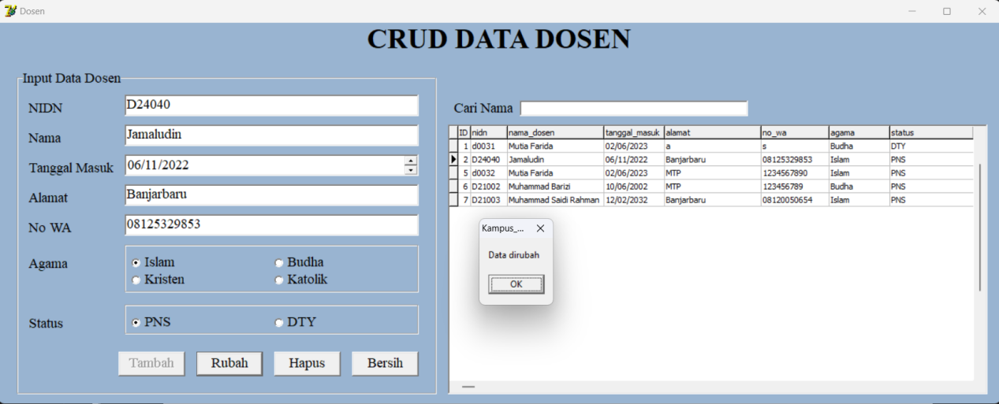 Dosen
CRUD DATA DOSEN
Input Data Dosen
NIDN D24040
Nama Jamaludin
Tanggal Masuk 06/11/2022
Alamat Banjarbaru
No WA 08125329853
Agama Islam Budha
Kristen Katolik
Status PNS DTY
Tambah Rubah Hapus Bersih
Cari Nama
ID nidn nama_dosen tanggal_masuk alamat no_wa agama status
1 d0031 Mutia Farida 02/06/2023 a s Budha DTY
2 D24040 Jamaludin 06/11/2022 Banjarbaru 08125329853 Islam PNS
5 d0032 Mutia Farida 02/06/2023 MTP 1234567890 Islam PNS
6 D21002 Muhammad Barizi 10/06/2002 MTP 123456789 Budha PNS
7 D21003 Muhammad Saidi Rahman 12/02/2032 Banjarbaru 08120050654 Islam PNS
Kampus_...
Data dirubah
OK